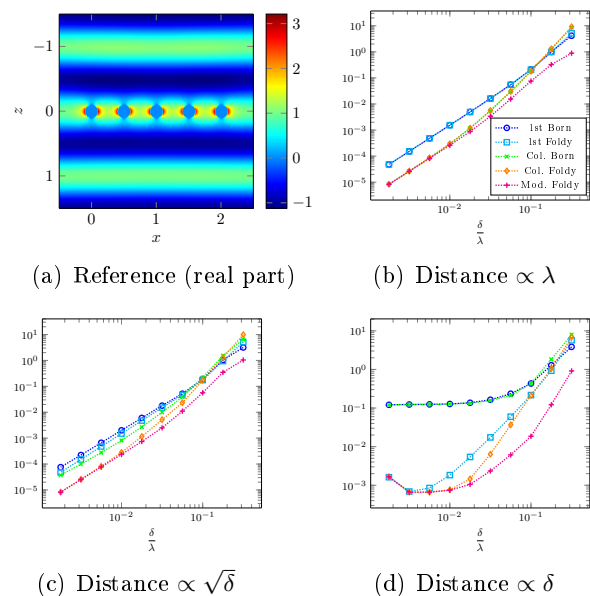 −1
0
1
z
0
1
2
x
3
2
1
0
−1
(a) Reference (real part)
10^1
10^0
10^−1
10^−2
10^−3
10^−4
10^−5
10^−2
10^−1
δ/λ
1st Born
1st Foldy
Col. Born
Col. Foldy
Mod. Foldy
(b) Distance ∝ λ
10^1
10^0
10^−1
10^−2
10^−3
10^−4
10^−5
10^−2
10^−1
δ/λ
(c) Distance ∝ √δ
10^1
10^0
10^−1
10^−2
10^−3
10^−2
10^−1
δ/λ
(d) Distance ∝ δ